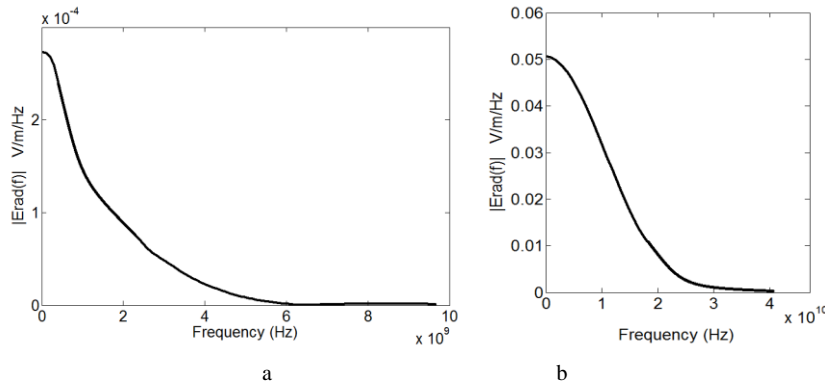 x 10-4
|Erad(f)| V/m/Hz
2
1
0
0 2 4 6 8 10
Frequency (Hz)
x 10 9
a
|Erad(f)| V/m/Hz
0.06
0.05
0.04
0.03
0.02
0.01
0
0 1 2 3 4
x 10 10
Frequency (Hz)
b